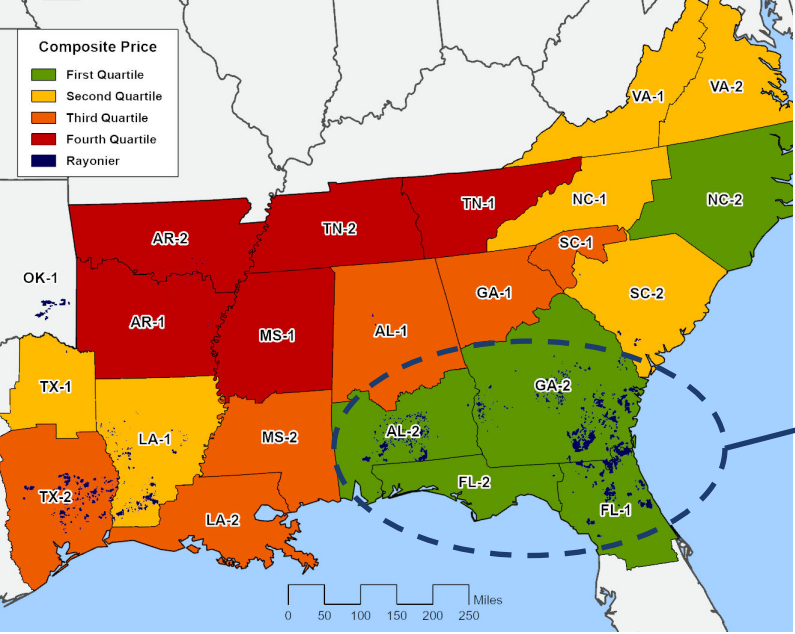 Composite Price
First Quartile
Second Quartile
Third Quartile
Fourth Quartile
Rayonier
VA-1
VA-2
NC-1
NC-2
TN-1
TN-2
AR-2
SC-1
SC-2
OK-1
GA-1
AR-1
MS-1
AL-1
TX-1
GA-2
LA-1
MS-2
AL-2
TX-2
FL-2
LA-2
FL-1
Miles
0 50 100 150 200 250